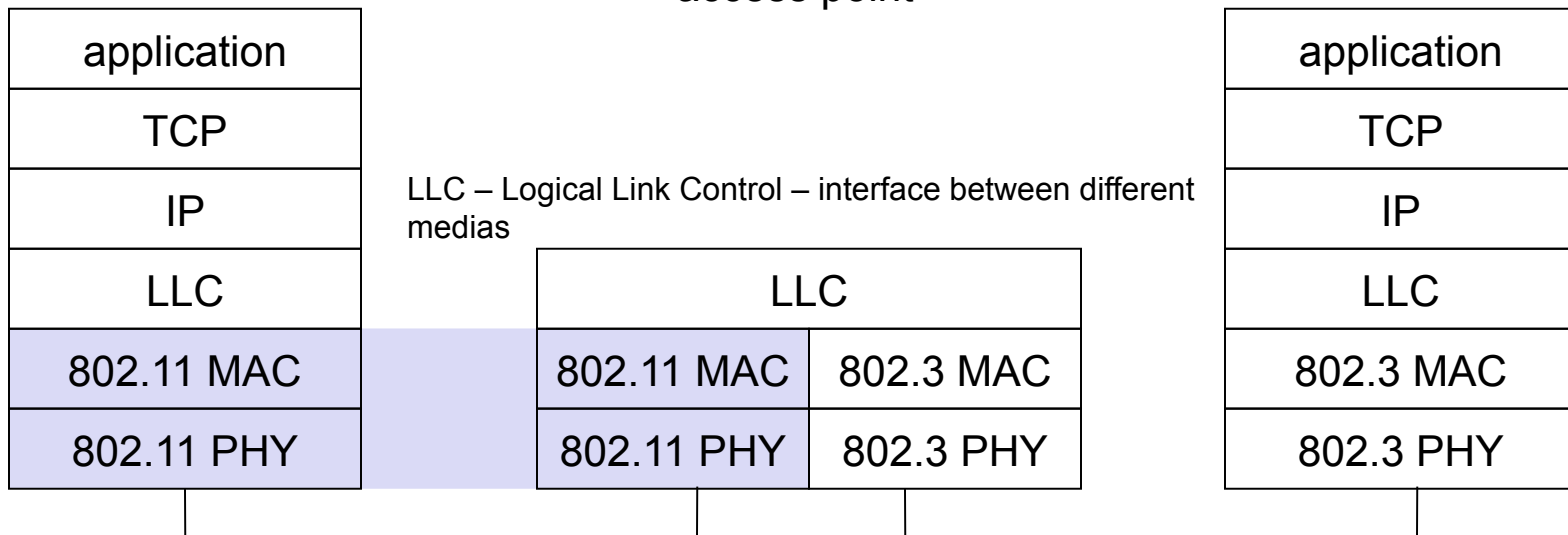 access point
application
TCP
IP
LLC
802.11 MAC
802.11 PHY
LLC – Logical Link Control – interface between different
medias
LLC
802.11 MAC
802.3 MAC
802.11 PHY
802.3 PHY
application
TCP
IP
LLC
802.3 MAC
802.3 PHY